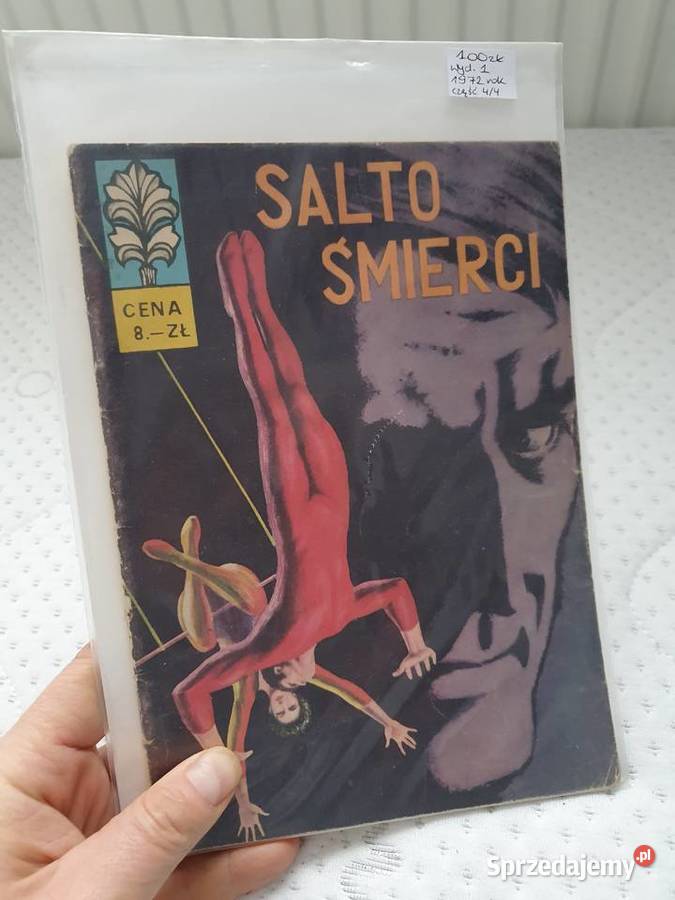 100zł
wyd. 1
1972 rok
część 4/4
SALTO
ŚMIERCI
CENA
8.—ZŁ
Sprzedajemy.pl